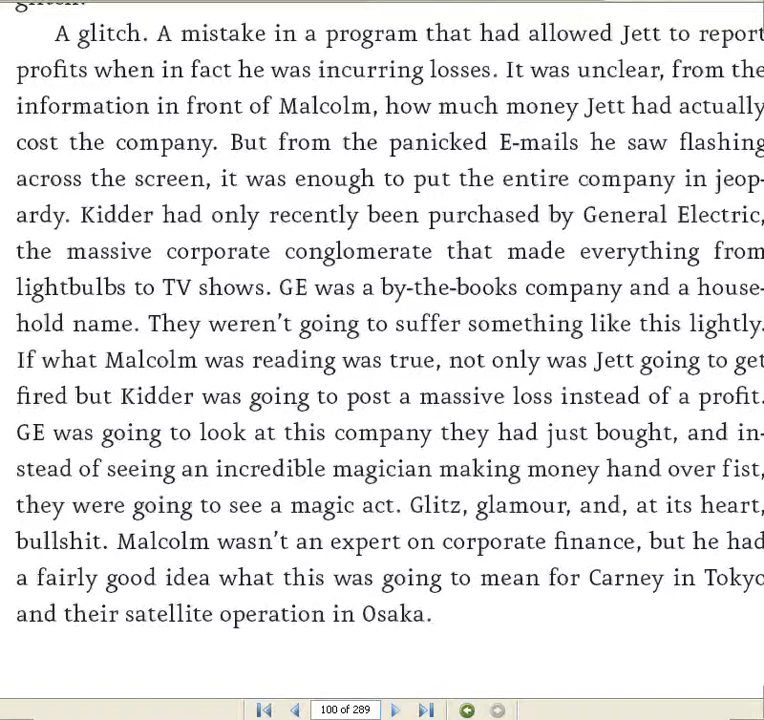 glitch.
A glitch. A mistake in a program that had allowed Jett to report
profits when in fact he was incurring losses. It was unclear, from the
information in front of Malcolm, how much money Jett had actually
cost the company. But from the panicked E-mails he saw flashing
across the screen, it was enough to put the entire company in jeop-
ardy. Kidder had only recently been purchased by General Electric,
the massive corporate conglomerate that made everything from
lightbulbs to TV shows. GE was a by-the-books company and a house-
hold name. They weren't going to suffer something like this lightly.
If what Malcolm was reading was true, not only was Jett going to get
fired but Kidder was going to post a massive loss instead of a profit.
GE was going to look at this company they had just bought, and in-
stead of seeing an incredible magician making money hand over fist,
they were going to see a magic act. Glitz, glamour, and, at its heart,
bullshit. Malcolm wasn't an expert on corporate finance, but he had
a fairly good idea what this was going to mean for Carney in Tokyo
and their satellite operation in Osaka.
100 of 289